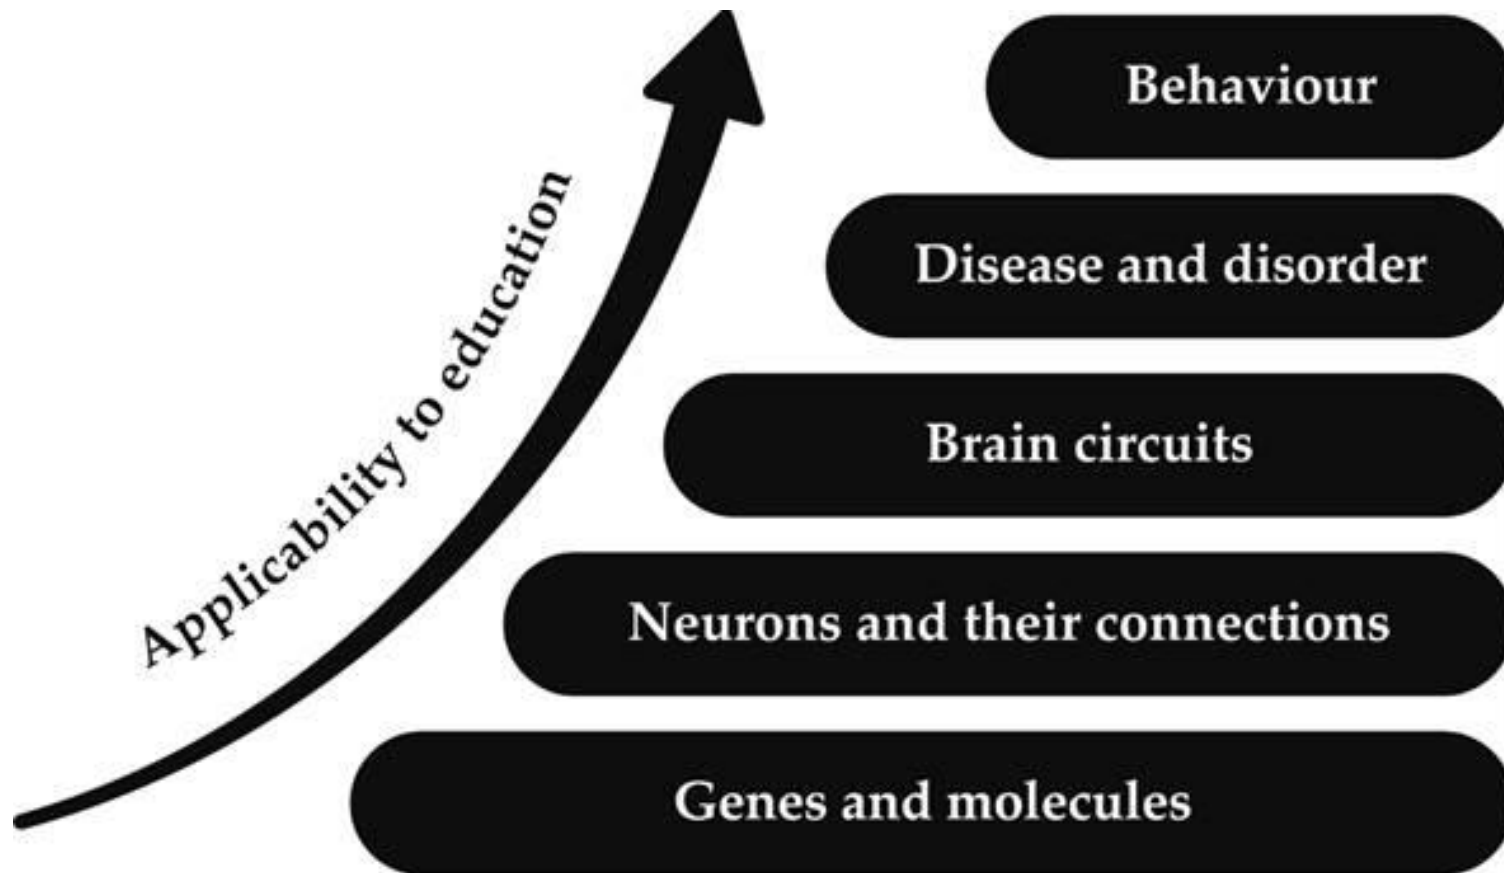 Behaviour
Disease and disorder
Brain circuits
Neurons and their connections
Genes and molecules
Applicability to education